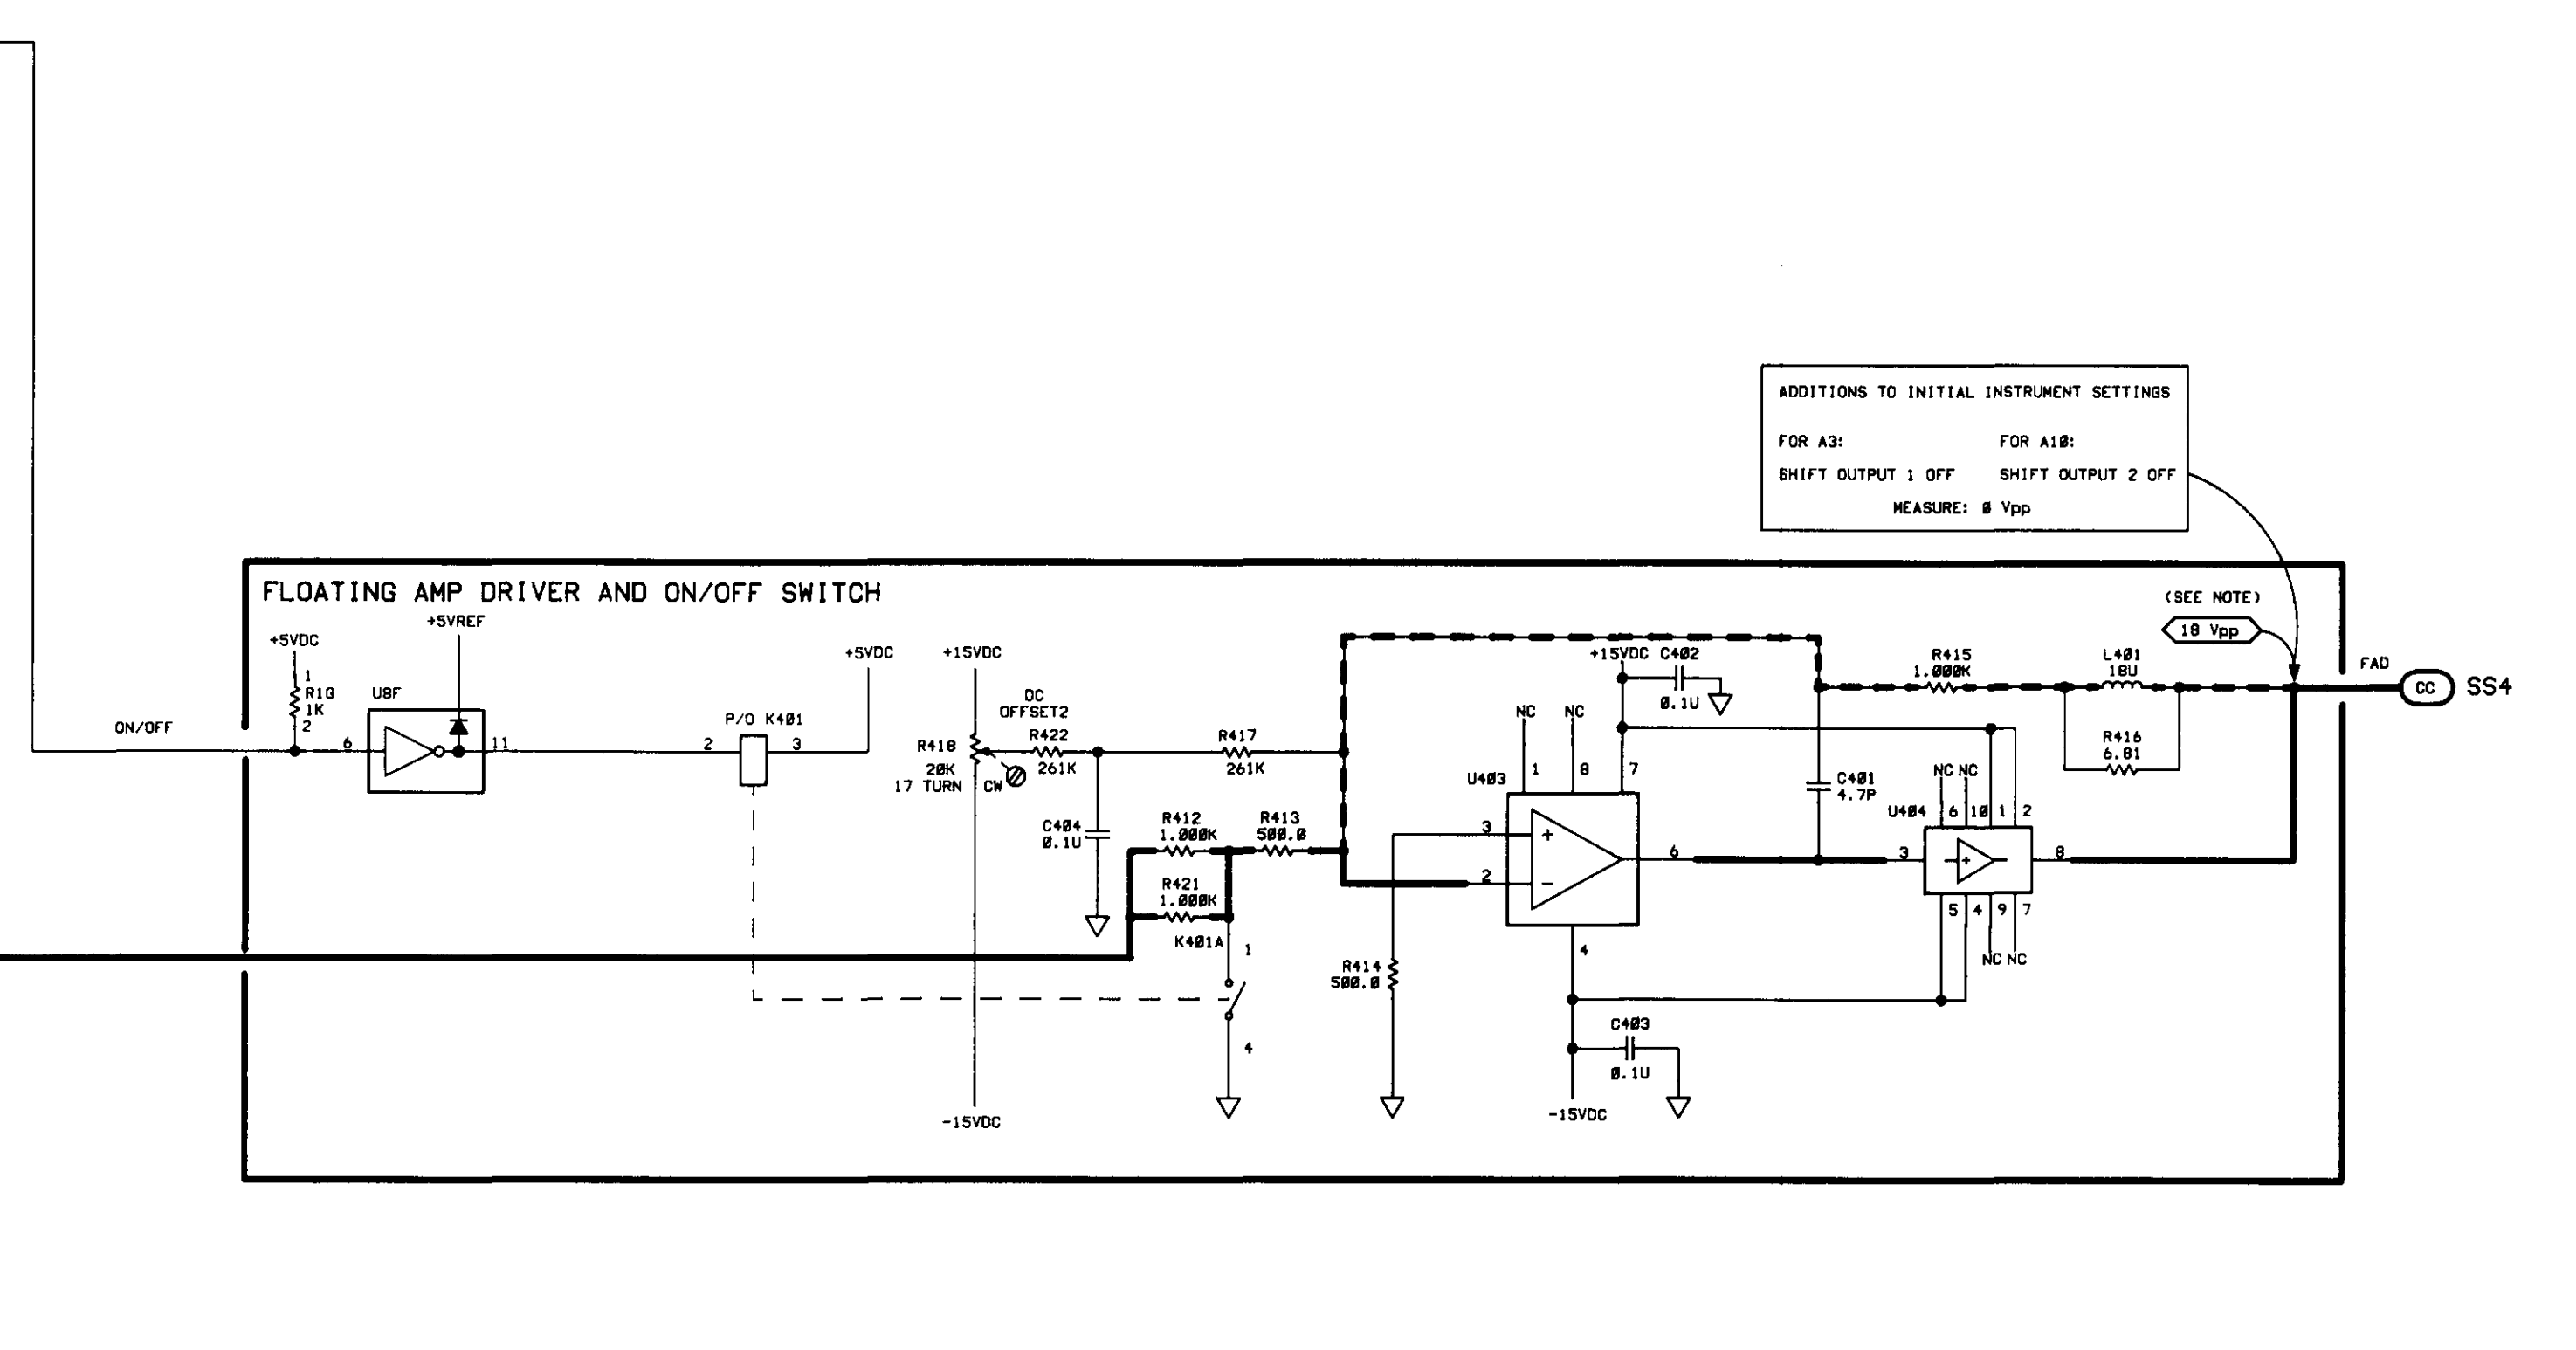 ADDITIONS TO INITIAL INSTRUMENT SETTINGS
FOR A3: FOR A10:
SHIFT OUTPUT 1 OFF SHIFT OUTPUT 2 OFF
MEASURE: 0 Vpp
FLOATING AMP DRIVER AND ON/OFF SWITCH
(SEE NOTE)
18 Vpp
+5VREF
+5VDC
1
R1G
1K
2
ON/OFF
6
U8F
11
P/O K401
2
3
+5VDC
+15VDC
R418
20K
17 TURN
CW
-15VDC
DC
OFFSET2
R422
261K
R417
261K
C404
0.1U
R412
1.000K
R413
500.0
R421
1.000K
K401A
1
4
R414
500.0
+15VDC
C402
0.1U
NC
NC
1
8
7
U403
3
+
2
-
6
4
C403
0.1U
-15VDC
C401
4.7P
R415
1.000K
L401
18U
R416
6.81
NC NC
U404
6 10 1 2
3
+
8
5 4 9 7
NC NC
FAD
CC
SS4